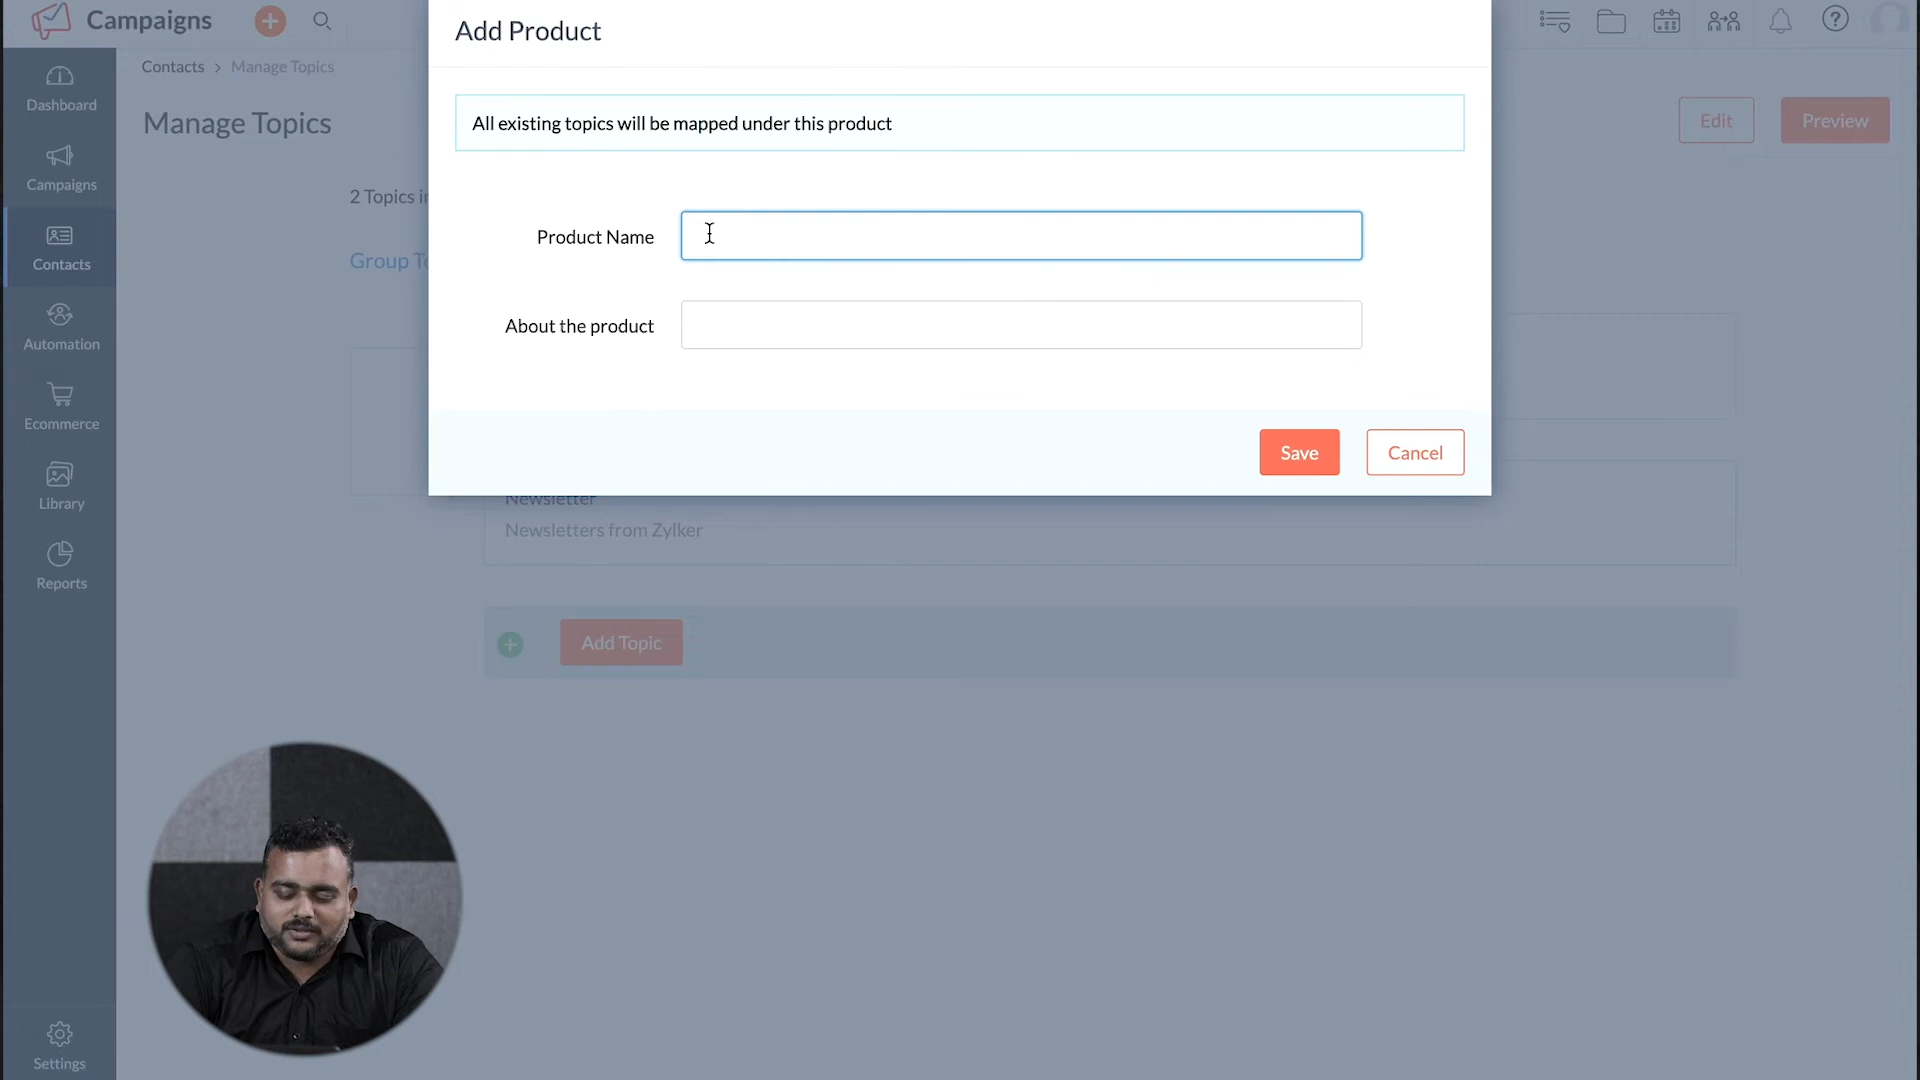 Campaigns
Add Product
Contacts > Manage Topics
Dashboard
Manage Topics
All existing topics will be mapped under this product
Edit
Preview
Campaigns
2 Topics
Product Name
Contacts
Group
About the product
Automation
Ecommerce
Save
Cancel
Library
Newsletter
Newsletters from Zylker
Reports
Add Topic
Settings